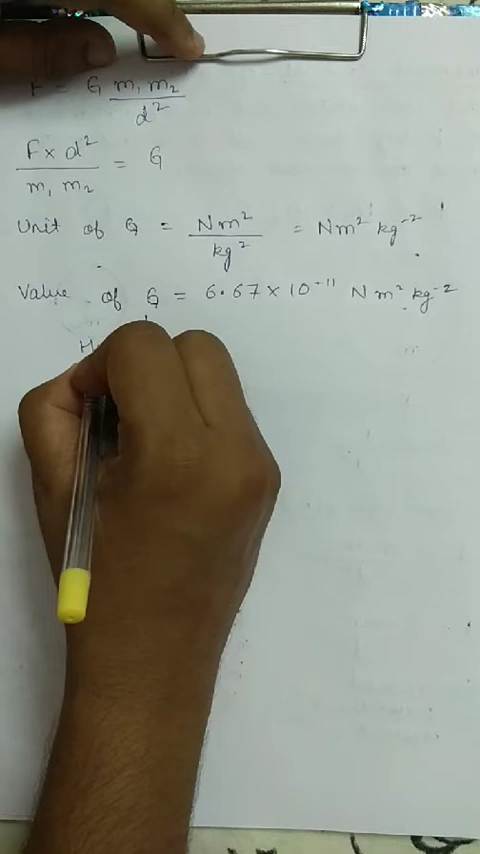 F = G m₁ m₂ / d²
F × d² / m₁ m₂ = G
Unit of G = Nm² / kg² = Nm² kg⁻²
Value of G = 6.67 × 10⁻¹¹ N m² kg⁻²